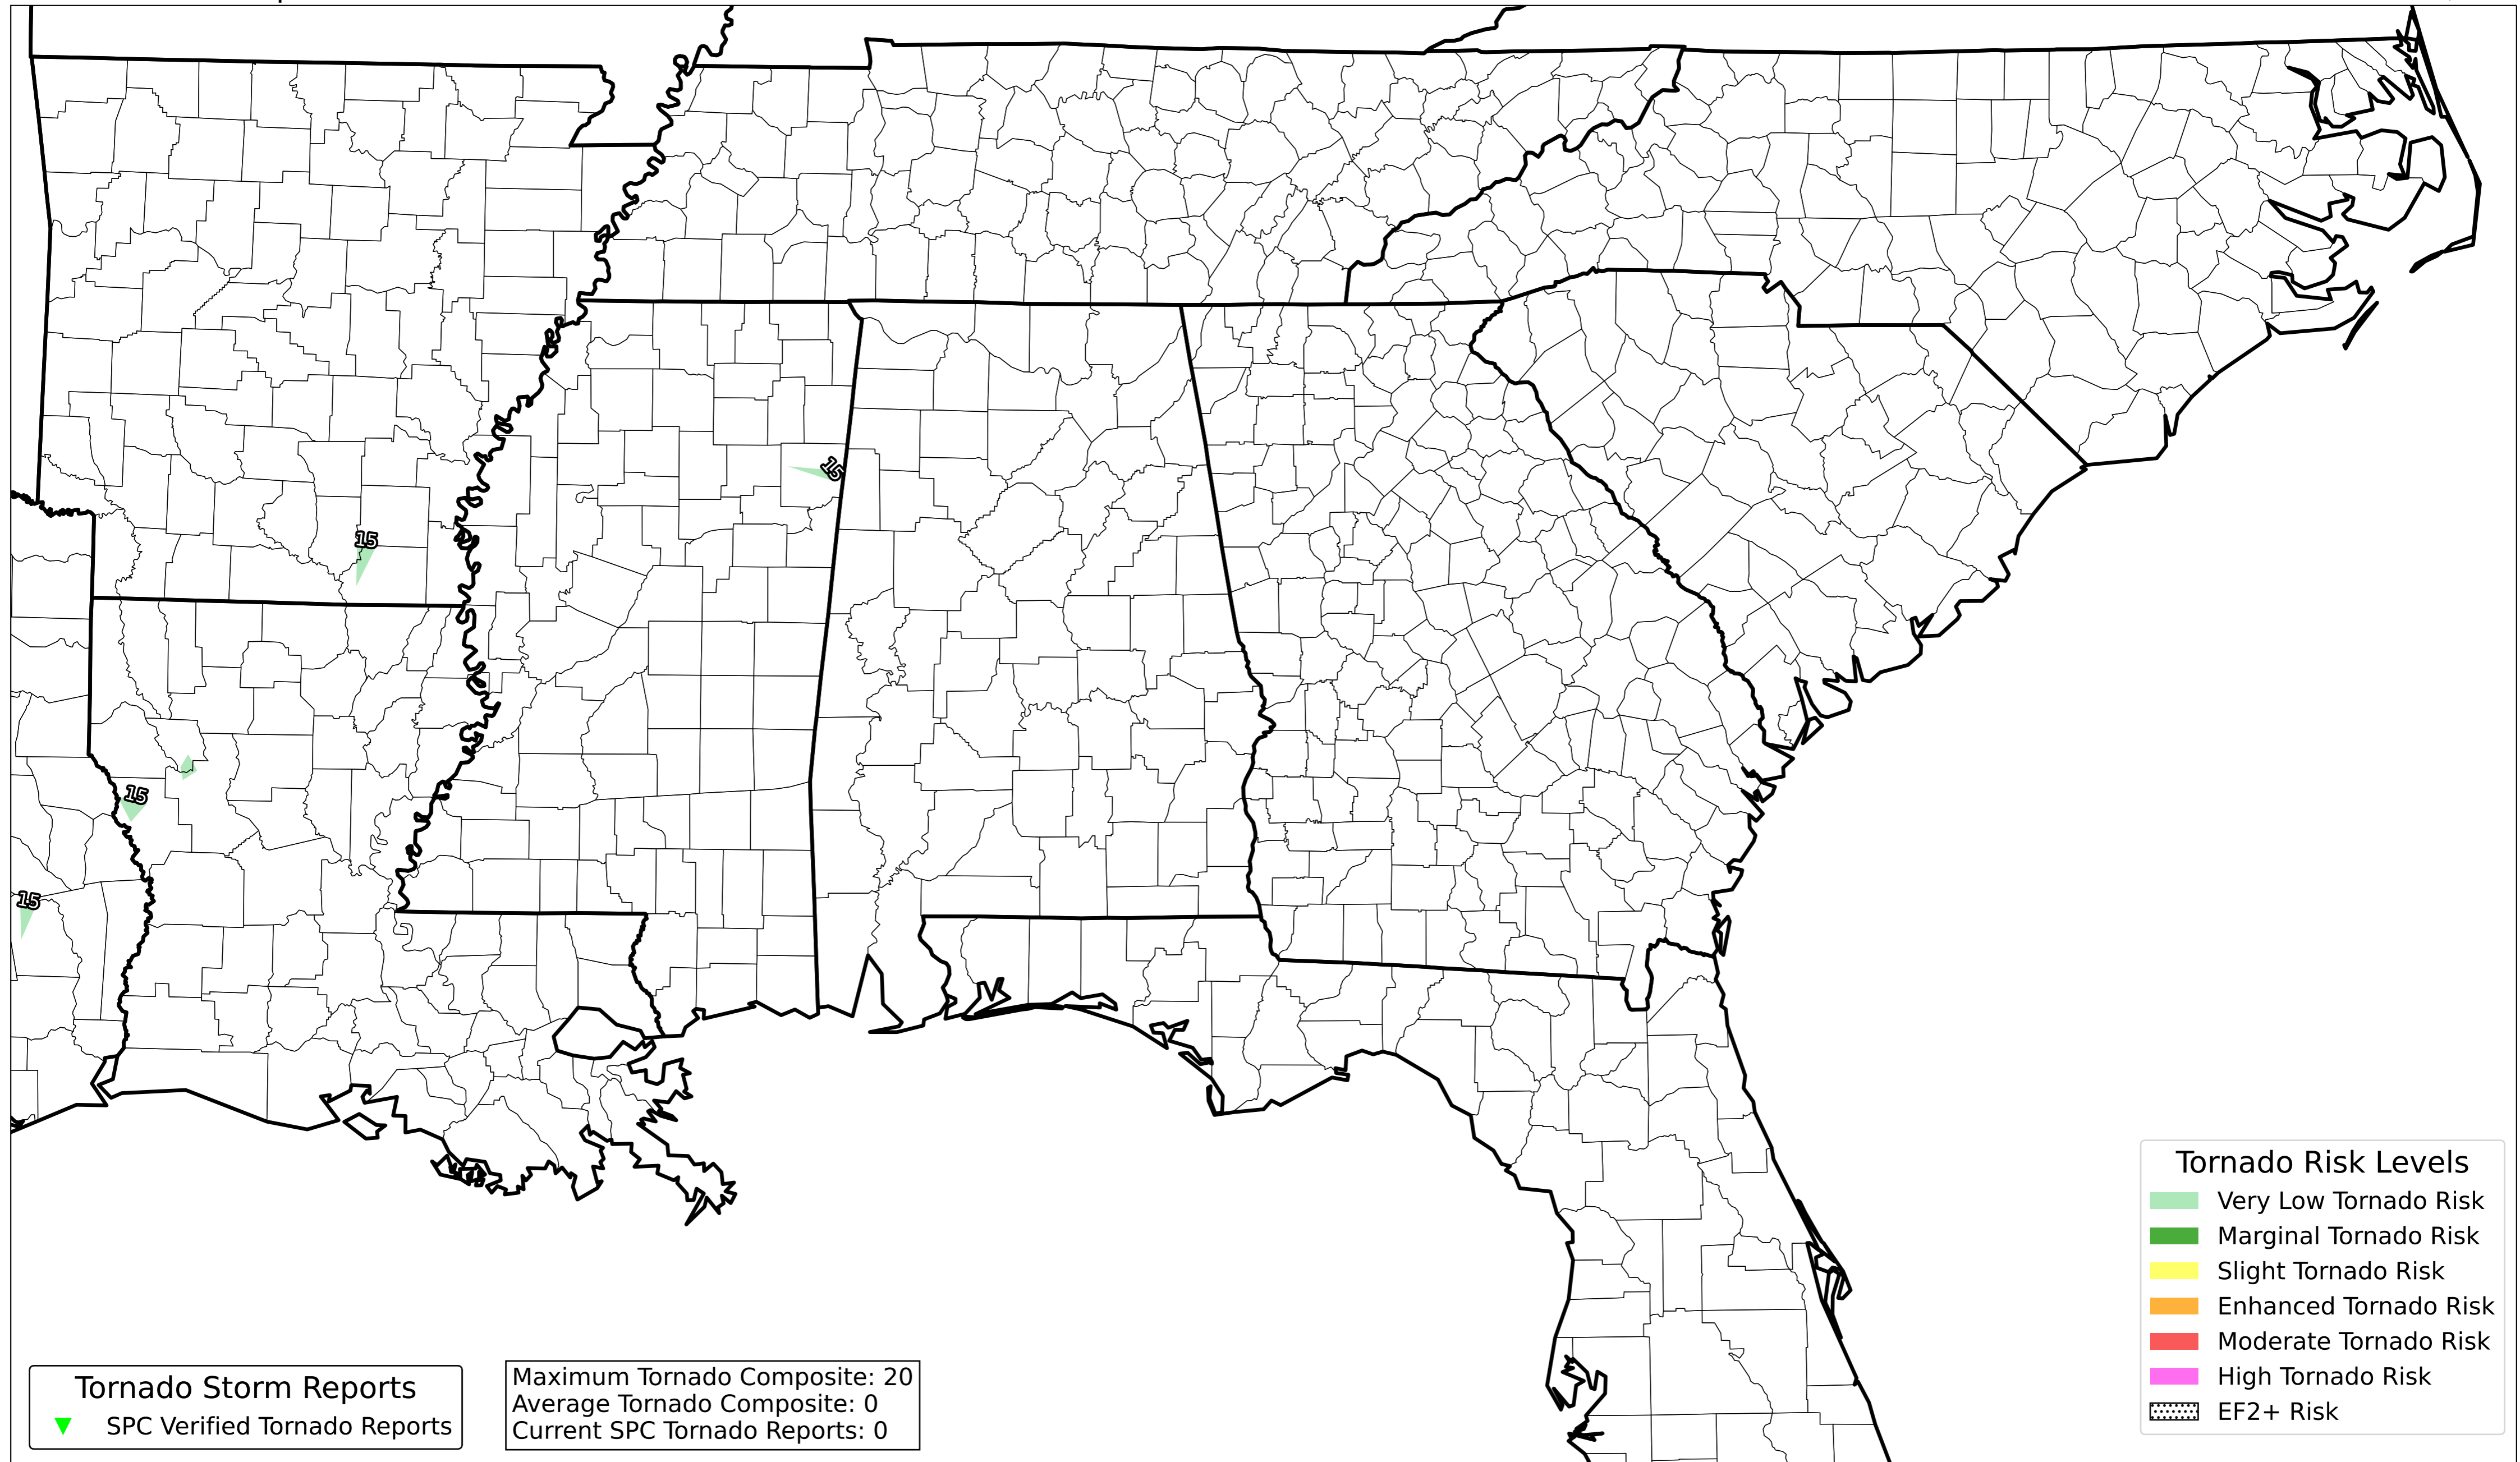 15
15
15
15
Tornado Risk Levels
Very Low Tornado Risk
Marginal Tornado Risk
Slight Tornado Risk
Enhanced Tornado Risk
Moderate Tornado Risk
High Tornado Risk
EF2+ Risk
Tornado Storm Reports
SPC Verified Tornado Reports
Maximum Tornado Composite: 20
Average Tornado Composite: 0
Current SPC Tornado Reports: 0